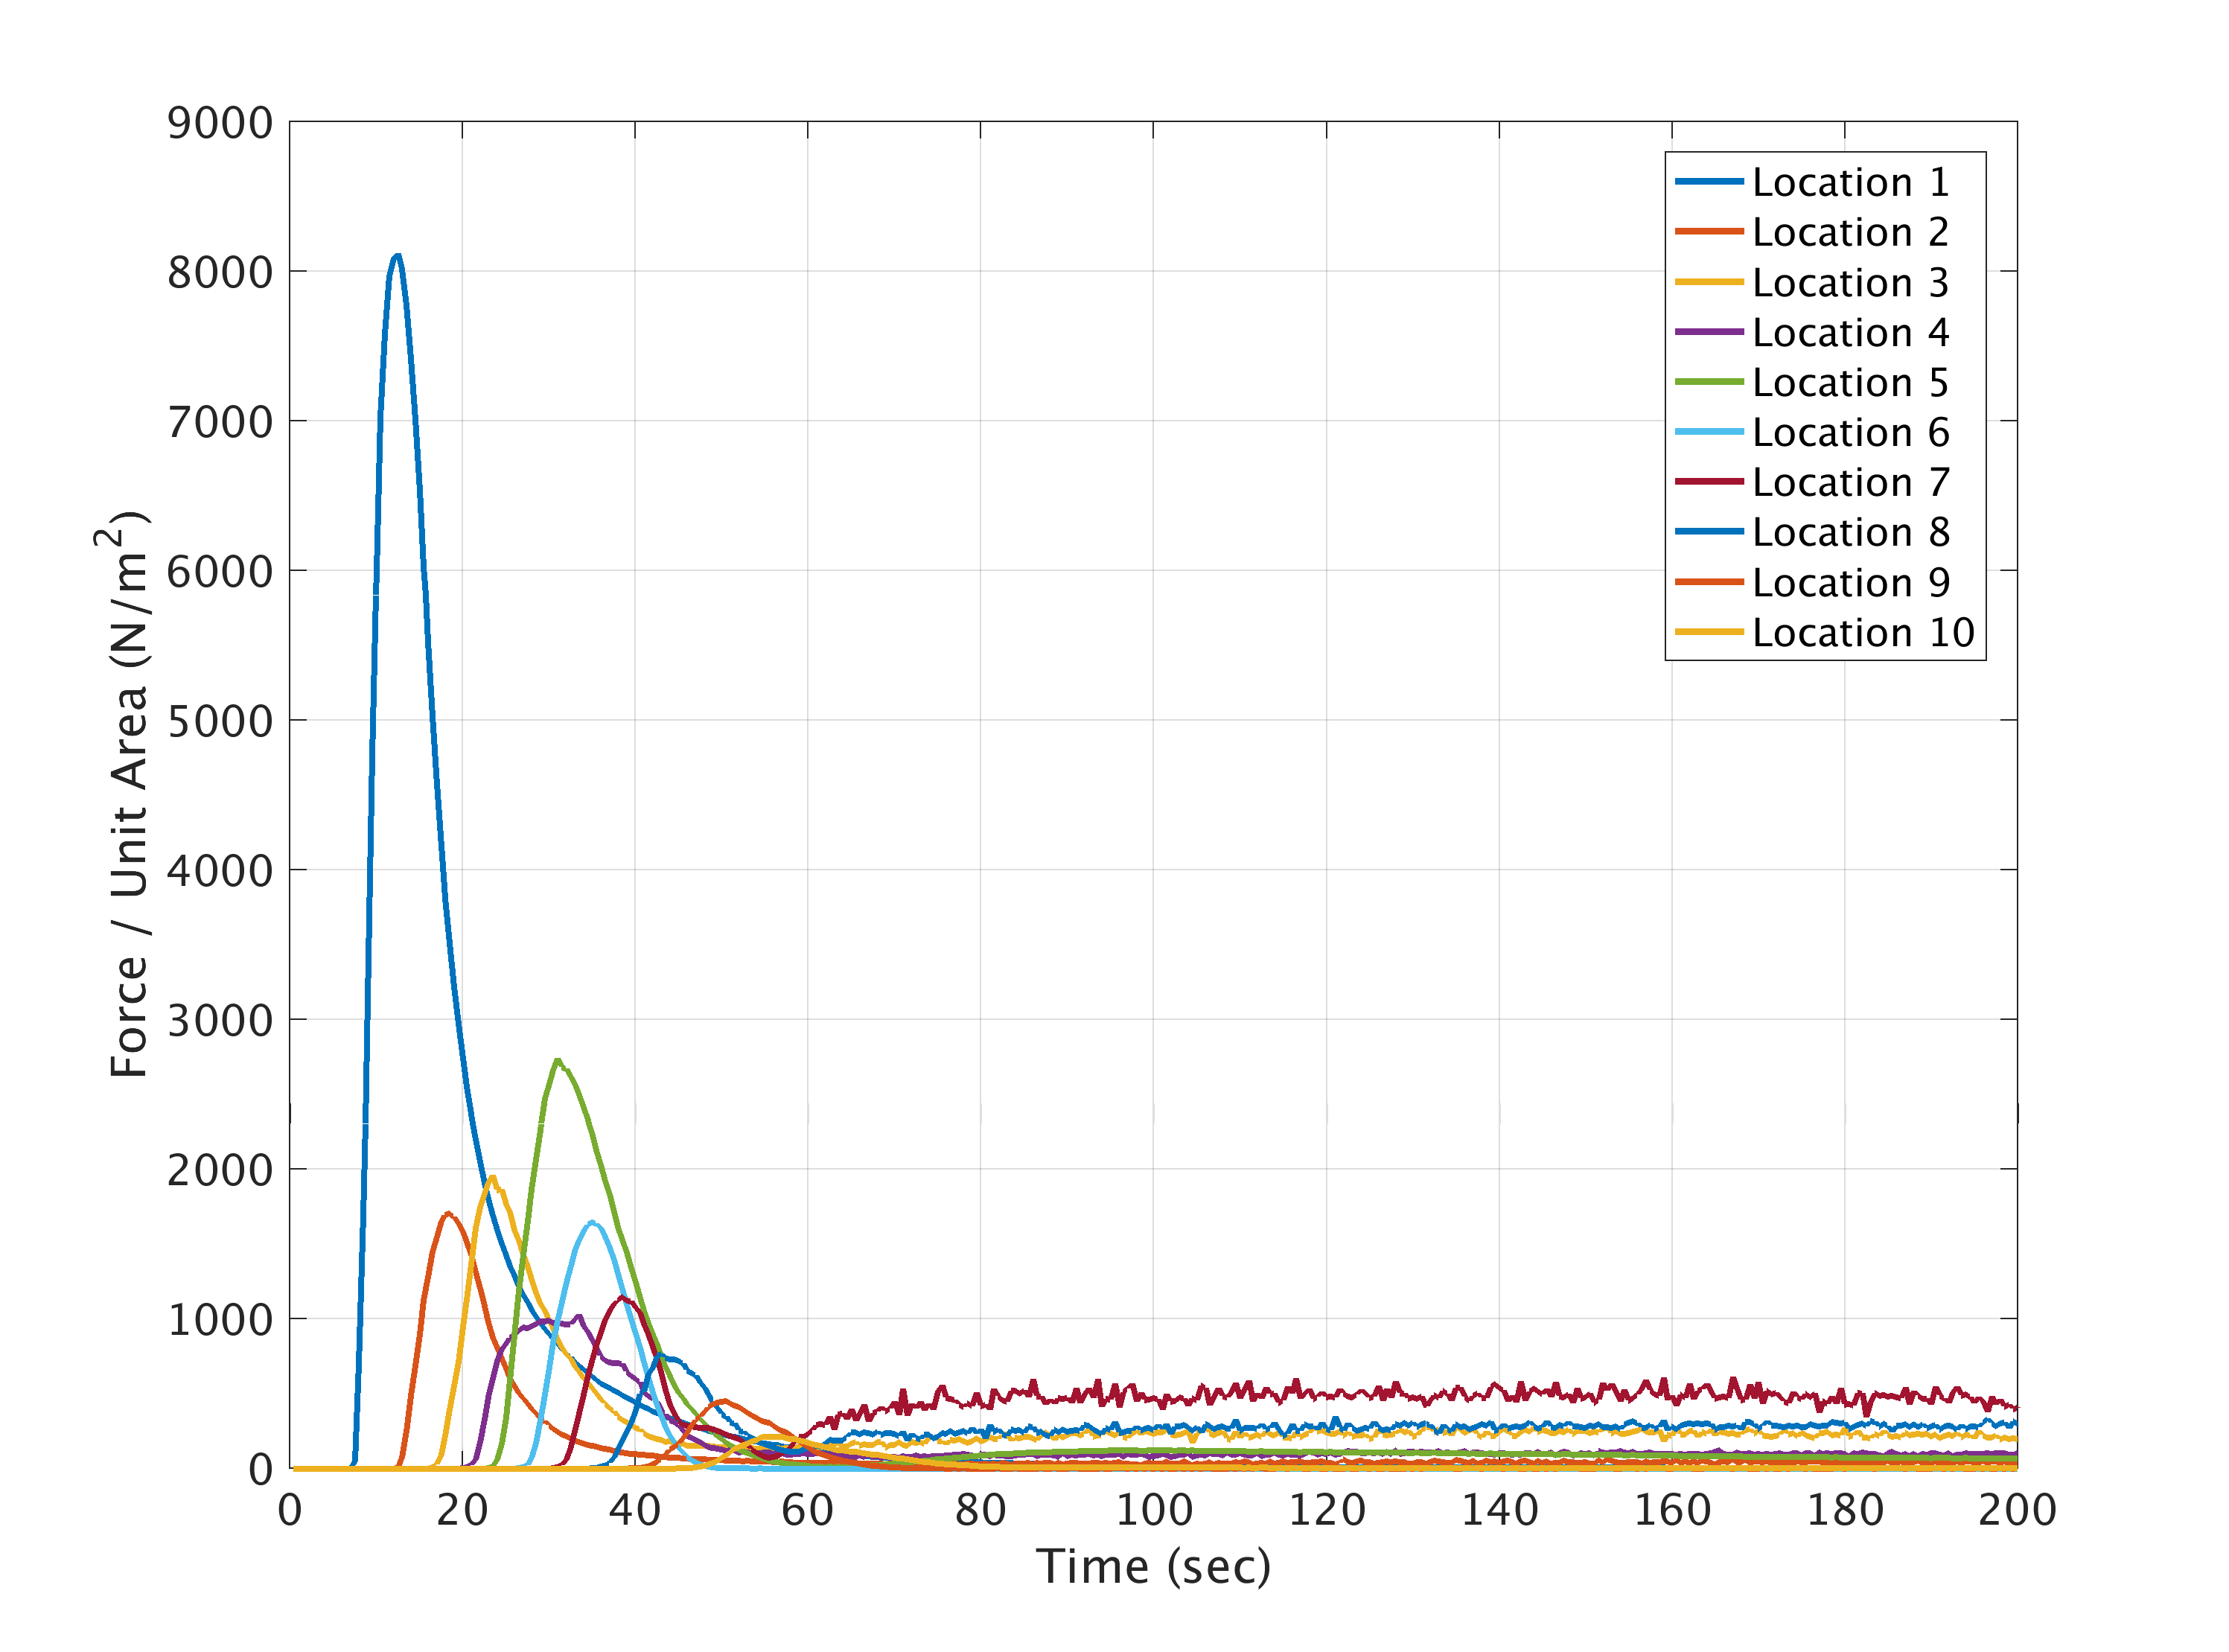 9000
8000
7000
6000
5000
4000
3000
2000
1000
0
Force / Unit Area (N/m²)
0 20 40 60 80 100 120 140 160 180 200
Time (sec)
Location 1
Location 2
Location 3
Location 4
Location 5
Location 6
Location 7
Location 8
Location 9
Location 10